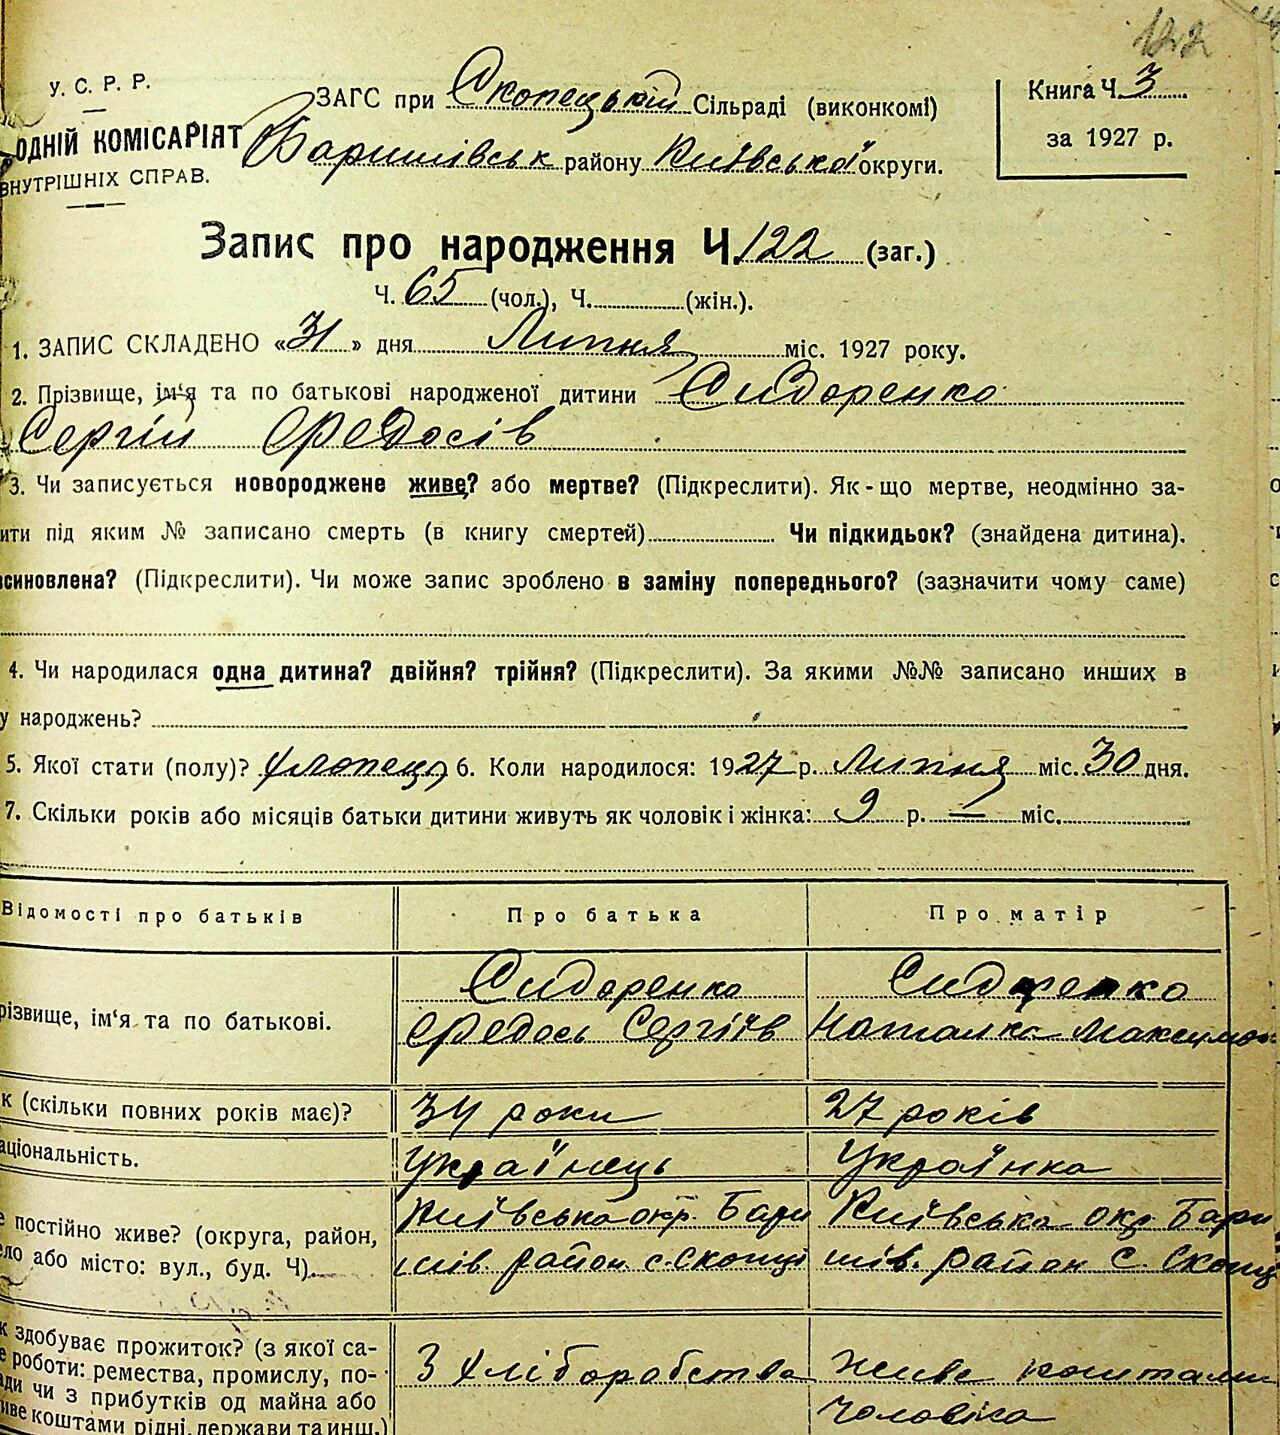 122
У. С. Р. Р.
ОДНІЙ КОМІСАРІЯТ
ВНУТРІШНІХ СПРАВ.
ЗАГС при Скопецькій Сільраді (виконкомі)
Баришівськ району Київської округи.
Книга Ч. 3
за 1927 р.
Запис про народження Ч. 122 (заг.)
Ч. 65 (чол.), Ч. (жін.).
1. ЗАПИС СКЛАДЕНО «31» дня Липня міс. 1927 року.
2. Прізвище, ім‘я та по батькові народженої дитини Сидоренко
Сергій Федосів
3. Чи записується новороджене живе? або мертве? (Підкреслити). Як-що мертве, неодмінно за-
ити під яким № записано смерть (в книгу смертей) Чи підкидьок? (знайдена дитина).
всиновлена? (Підкреслити). Чи може запис зроблено в заміну попереднього? (зазначити чому саме)
4. Чи народилася одна дитина? двійня? трійня? (Підкреслити). За якими №№ записано инших в
у народжень?
5. Якої стати (полу)? хлопець 6. Коли народилося: 1927 р. Липня міс. 30 дня.
7. Скільки років або місяців батьки дитини живуть як чоловік і жінка: 9 р. — міс.
Відомості про батьків Про батька Про матір
різвище, ім‘я та по батькові.
Сидоренко
Федось Сергіїв
Сидоренко
Наталка Максимов
к (скільки повних років має)? 34 роки 27 років
аціональність. Українець Українка
е постійно живе? (округа, район,
ело або місто: вул., буд. Ч).
Київська окр. Бари
шів. район с. Скопці
Київська окр. Бари
шів. район с. Скопц
к здобуває прожиток? (з якої са-
е роботи: ремества, промислу, по-
ади чи з прибутків од майна або
иве коштами рідні, держави та инш.)
З хліборобства
живе коштами
чоловіка